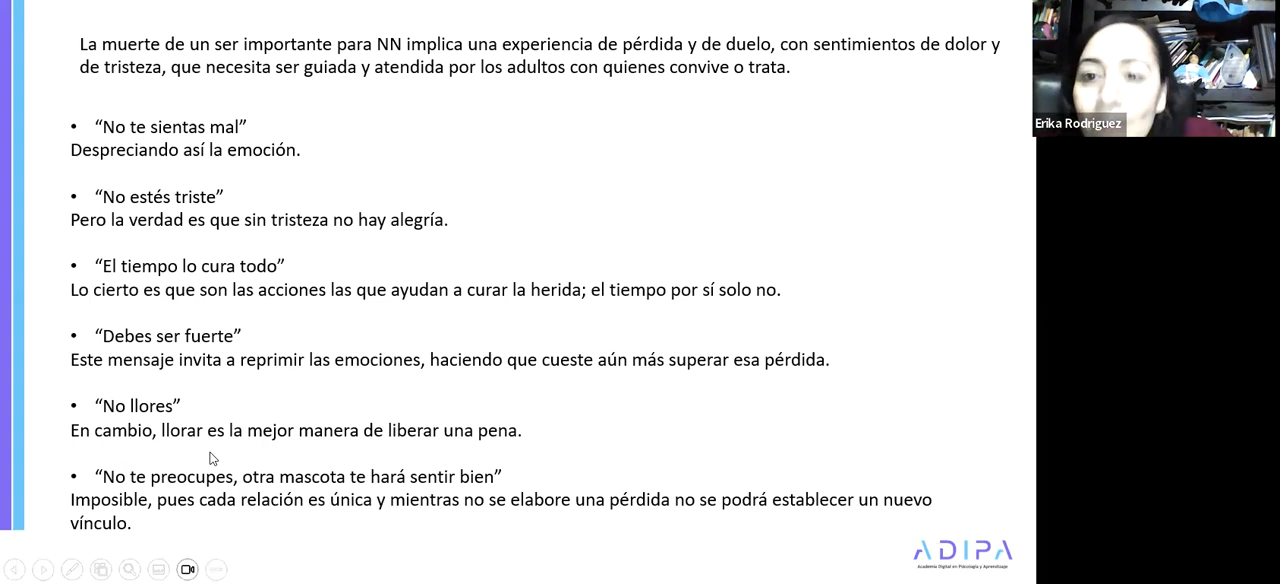 La muerte de un ser importante para NN implica una experiencia de pérdida y de duelo, con sentimientos de dolor y
de tristeza, que necesita ser guiada y atendida por los adultos con quienes convive o trata.
• “No te sientas mal”
Despreciando así la emoción.
• “No estés triste”
Pero la verdad es que sin tristeza no hay alegría.
• “El tiempo lo cura todo”
Lo cierto es que son las acciones las que ayudan a curar la herida; el tiempo por sí solo no.
• “Debes ser fuerte”
Este mensaje invita a reprimir las emociones, haciendo que cueste aún más superar esa pérdida.
• “No llores”
En cambio, llorar es la mejor manera de liberar una pena.
• “No te preocupes, otra mascota te hará sentir bien”
Imposible, pues cada relación es única y mientras no se elabore una pérdida no se podrá establecer un nuevo
vínculo.
Erika Rodriguez
ADIPA
Academia Digital en Psicología y Aprendizaje